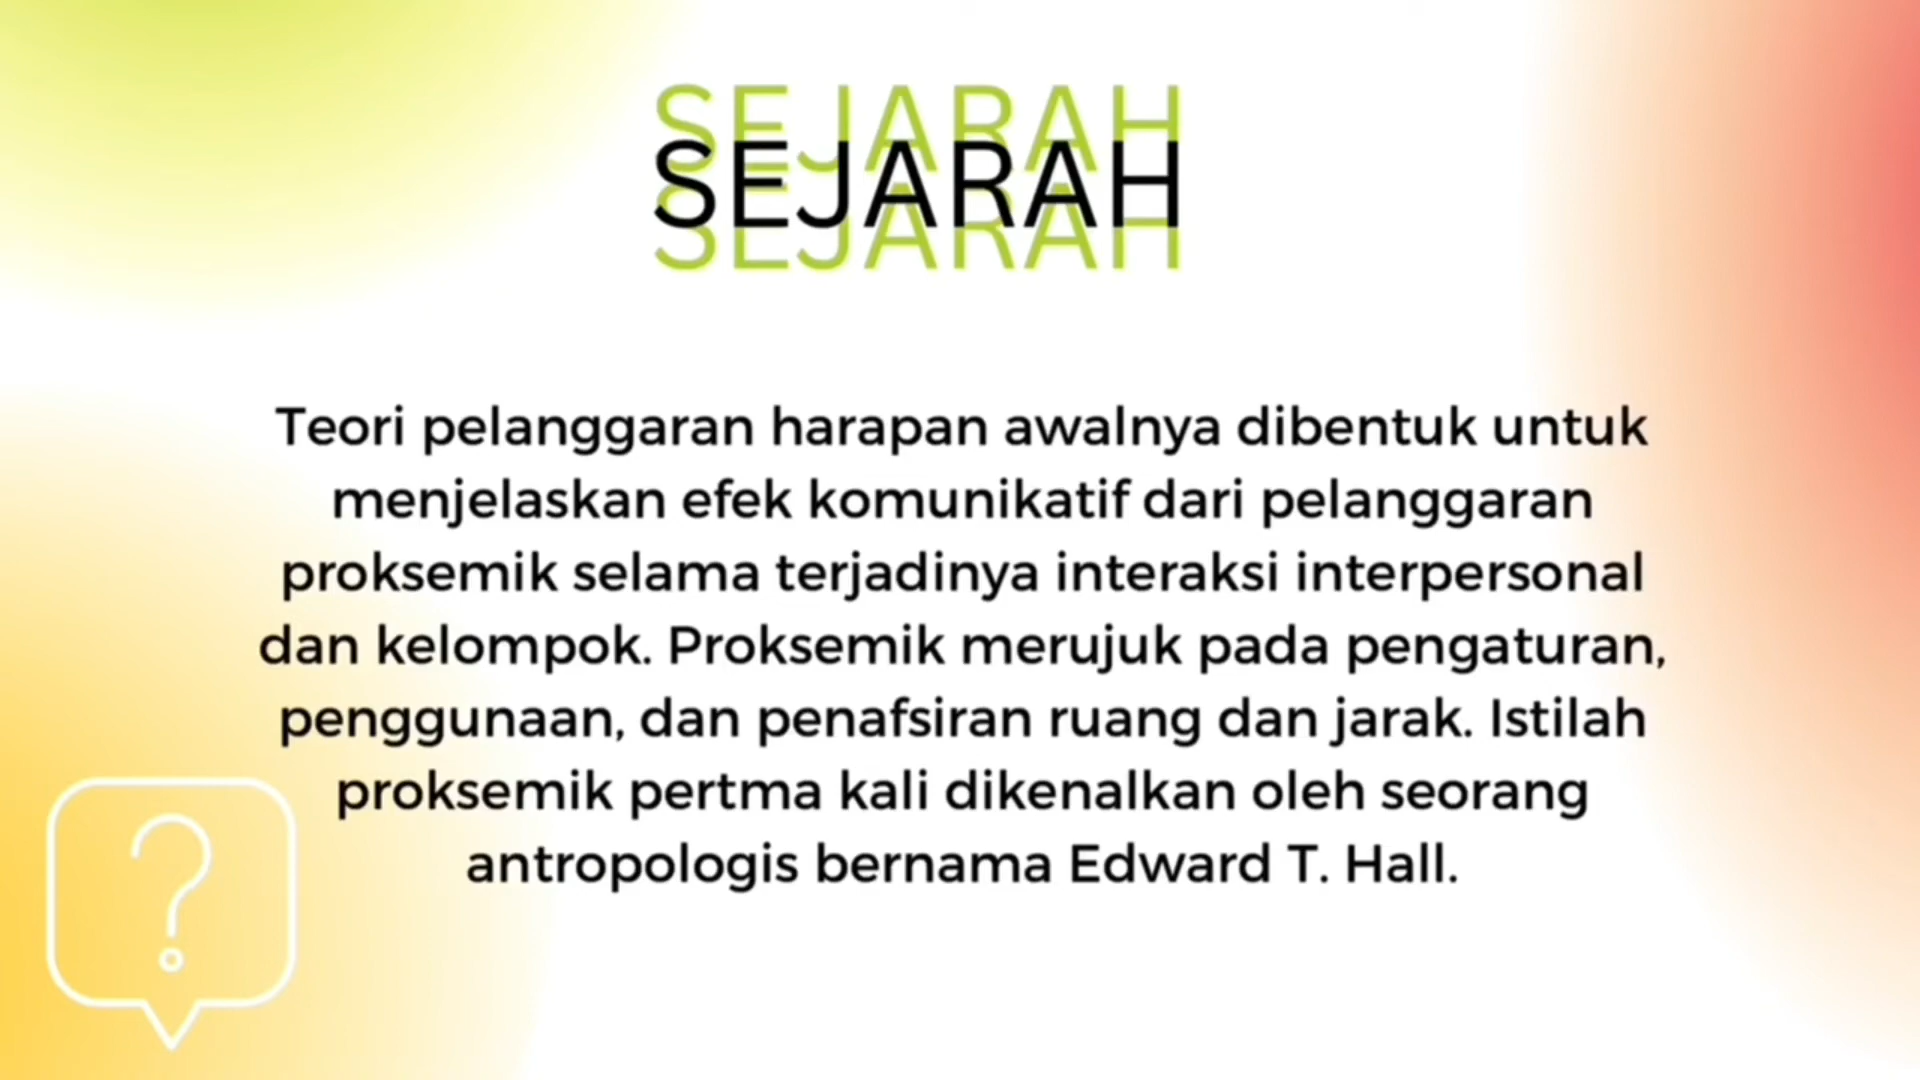 SEJARAH
SEJARAH
SEJARAH
Teori pelanggaran harapan awalnya dibentuk untuk
menjelaskan efek komunikatif dari pelanggaran
proksemik selama terjadinya interaksi interpersonal
dan kelompok. Proksemik merujuk pada pengaturan,
penggunaan, dan penafsiran ruang dan jarak. Istilah
proksemik pertma kali dikenalkan oleh seorang
antropologis bernama Edward T. Hall.
?